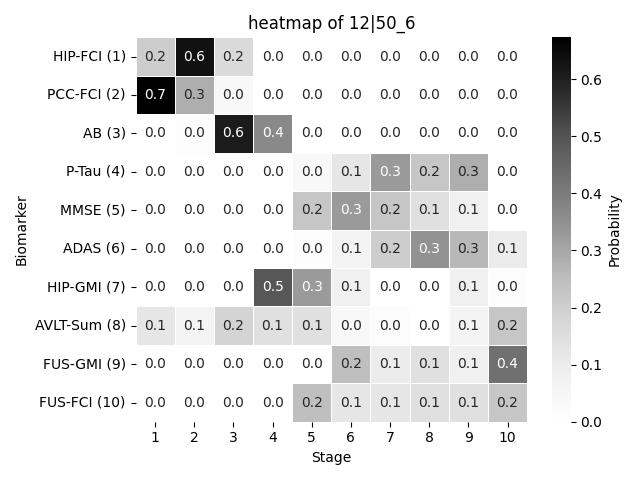 heatmap of 12|50_6
HIP-FCI (1) 0.2 0.6 0.2 0.0 0.0 0.0 0.0 0.0 0.0 0.0
PCC-FCI (2) 0.7 0.3 0.0 0.0 0.0 0.0 0.0 0.0 0.0 0.0
AB (3) 0.0 0.0 0.6 0.4 0.0 0.0 0.0 0.0 0.0 0.0
P-Tau (4) 0.0 0.0 0.0 0.0 0.0 0.1 0.3 0.2 0.3 0.0
MMSE (5) 0.0 0.0 0.0 0.0 0.2 0.3 0.2 0.1 0.1 0.0
ADAS (6) 0.0 0.0 0.0 0.0 0.0 0.1 0.2 0.3 0.3 0.1
HIP-GMI (7) 0.0 0.0 0.0 0.5 0.3 0.1 0.0 0.0 0.1 0.0
AVLT-Sum (8) 0.1 0.1 0.2 0.1 0.1 0.0 0.0 0.0 0.1 0.2
FUS-GMI (9) 0.0 0.0 0.0 0.0 0.0 0.2 0.1 0.1 0.1 0.4
FUS-FCI (10) 0.0 0.0 0.0 0.0 0.2 0.1 0.1 0.1 0.1 0.2
1 2 3 4 5 6 7 8 9 10
Stage
Biomarker
0.6
0.5
0.4
0.3
0.2
0.1
0.0
Probability